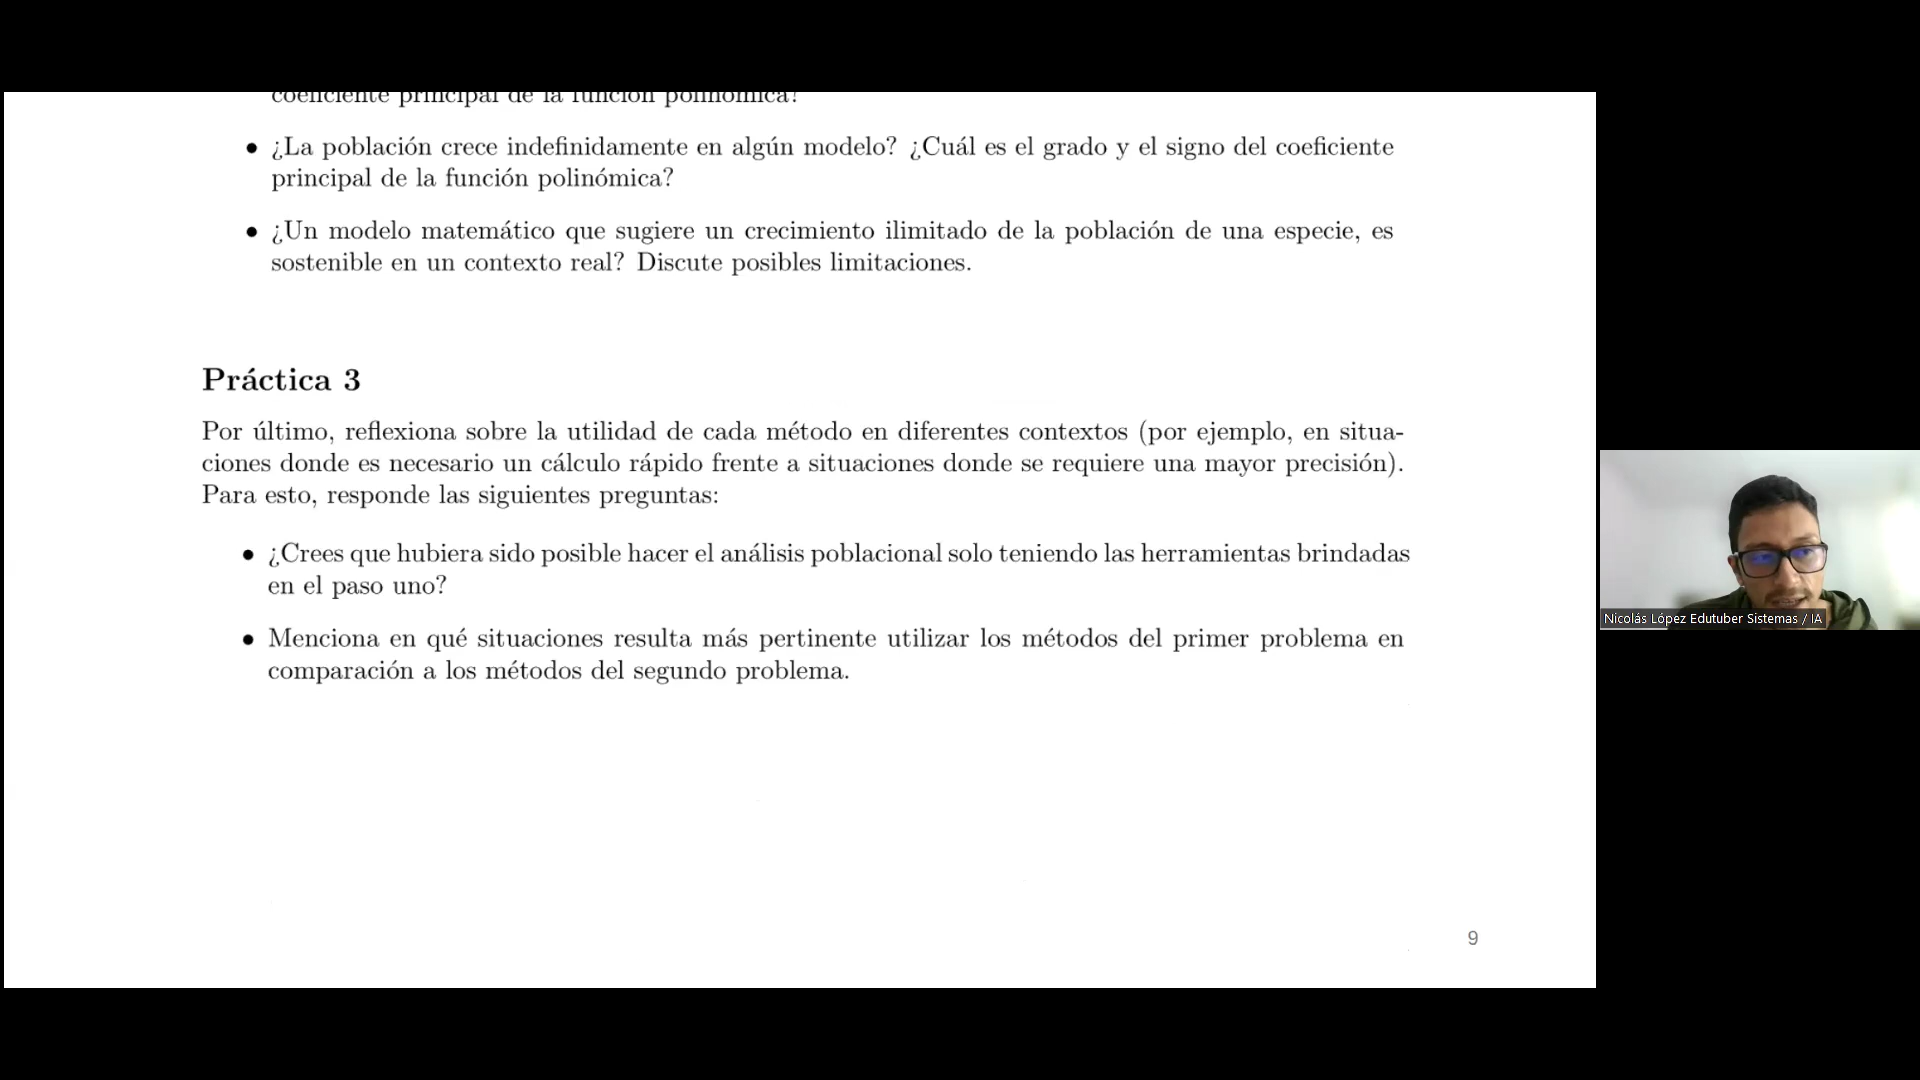 coeficiente principal de la función polinómica?
• ¿La población crece indefinidamente en algún modelo? ¿Cuál es el grado y el signo del coeficiente
principal de la función polinómica?
• ¿Un modelo matemático que sugiere un crecimiento ilimitado de la población de una especie, es
sostenible en un contexto real? Discute posibles limitaciones.
Práctica 3
Por último, reflexiona sobre la utilidad de cada método en diferentes contextos (por ejemplo, en situa-
ciones donde es necesario un cálculo rápido frente a situaciones donde se requiere una mayor precisión).
Para esto, responde las siguientes preguntas:
• ¿Crees que hubiera sido posible hacer el análisis poblacional solo teniendo las herramientas brindadas
en el paso uno?
• Menciona en qué situaciones resulta más pertinente utilizar los métodos del primer problema en
comparación a los métodos del segundo problema.
9
Nicolás López Edutuber Sistemas / IA